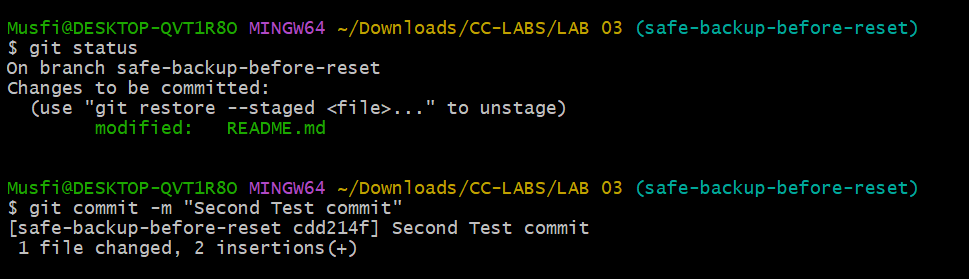 Musfi@DESKTOP-QVT1R8O MINGW64 ~/Downloads/CC-LABS/LAB 03 (safe-backup-before-reset)
$ git status
On branch safe-backup-before-reset
Changes to be committed:
  (use "git restore --staged <file>..." to unstage)
        modified:   README.md

Musfi@DESKTOP-QVT1R8O MINGW64 ~/Downloads/CC-LABS/LAB 03 (safe-backup-before-reset)
$ git commit -m "Second Test commit"
[safe-backup-before-reset cdd214f] Second Test commit
 1 file changed, 2 insertions(+)